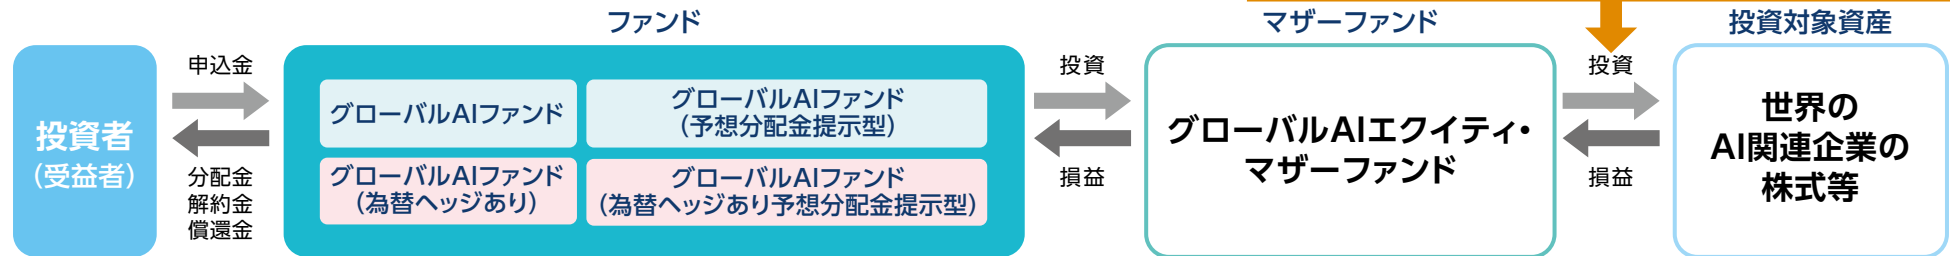 ファンド
マザーファンド
投資対象資産
投資者
(受益者)
申込金
分配金
解約金
償還金
グローバルAIファンド
グローバルAIファンド
(予想分配金提示型)
グローバルAIファンド
(為替ヘッジあり)
グローバルAIファンド
(為替ヘッジあり予想分配金提示型)
投資
損益
グローバルAIエクイティ・
マザーファンド
投資
損益
世界の
AI関連企業の
株式等